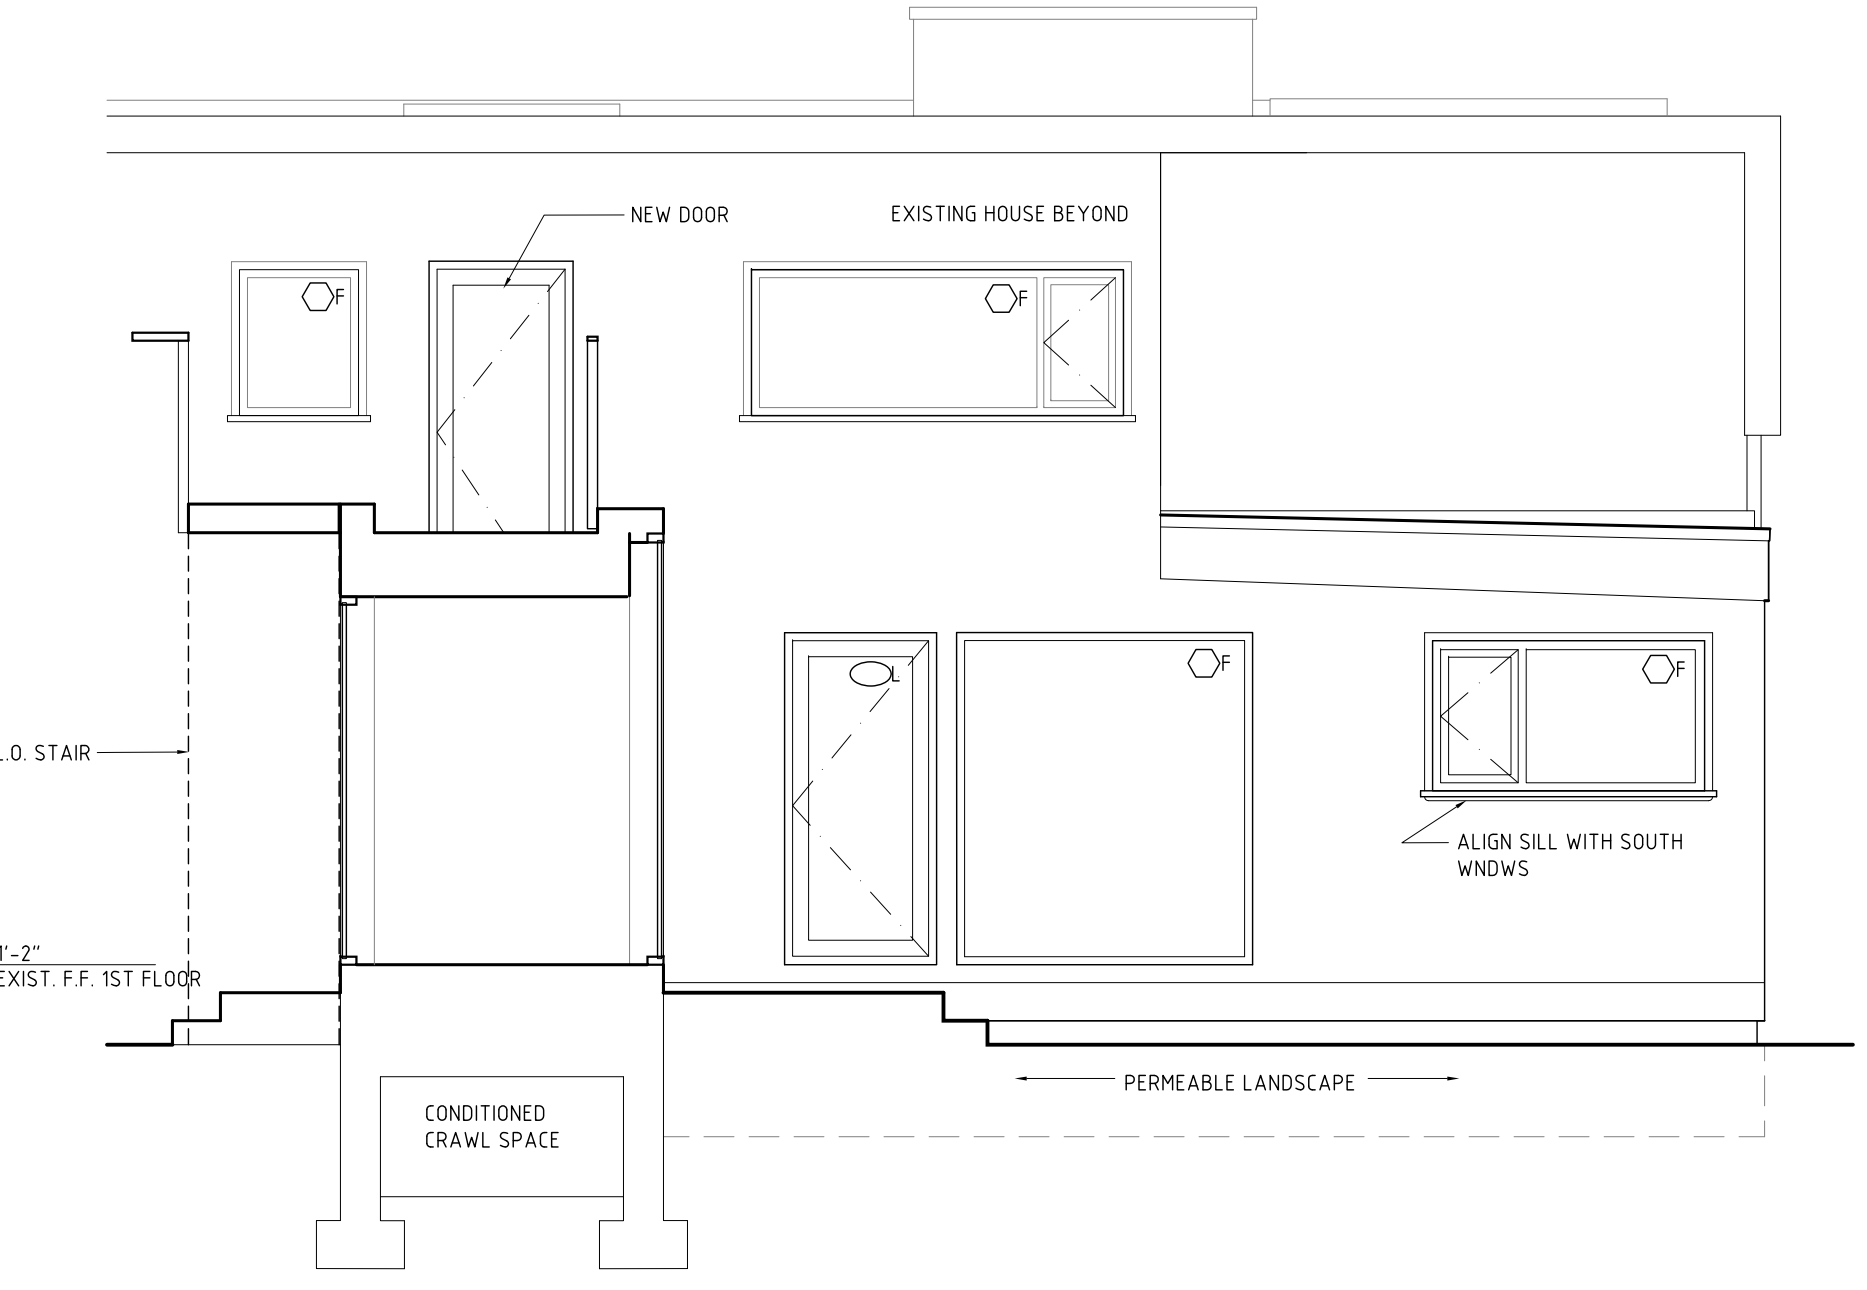 NEW DOOR
EXISTING HOUSE BEYOND
F
F
L
F
F
.O. STAIR
ALIGN SILL WITH SOUTH
WNDWS
1'-2"
EXIST. F.F. 1ST FLOOR
PERMEABLE LANDSCAPE
CONDITIONED
CRAWL SPACE